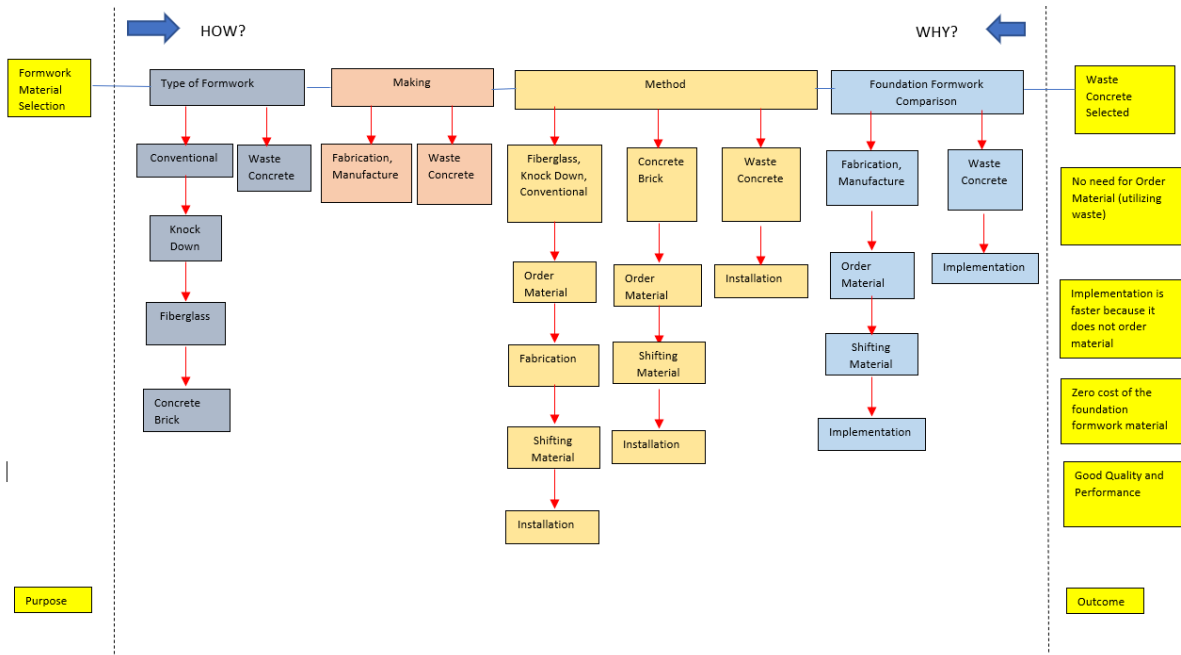 HOW?
WHY?
Formwork
Material
Selection
Type of Formwork
Making
Method
Foundation Formwork
Comparison
Waste
Concrete
Selected
Conventional
Waste
Concrete
Knock
Down
Fiberglass
Concrete
Brick
Fabrication,
Manufacture
Waste
Concrete
Fiberglass,
Knock Down,
Conventional
Order
Material
Fabrication
Shifting
Material
Installation
Concrete
Brick
Order
Material
Shifting
Material
Installation
Waste
Concrete
Installation
Fabrication,
Manufacture
Order
Material
Shifting
Material
Implementation
Waste
Concrete
Implementation
No need for Order
Material (utilizing
waste)
Implementation is
faster because it
does not order
material
Zero cost of the
foundation
formwork material
Good Quality and
Performance
Purpose
Outcome